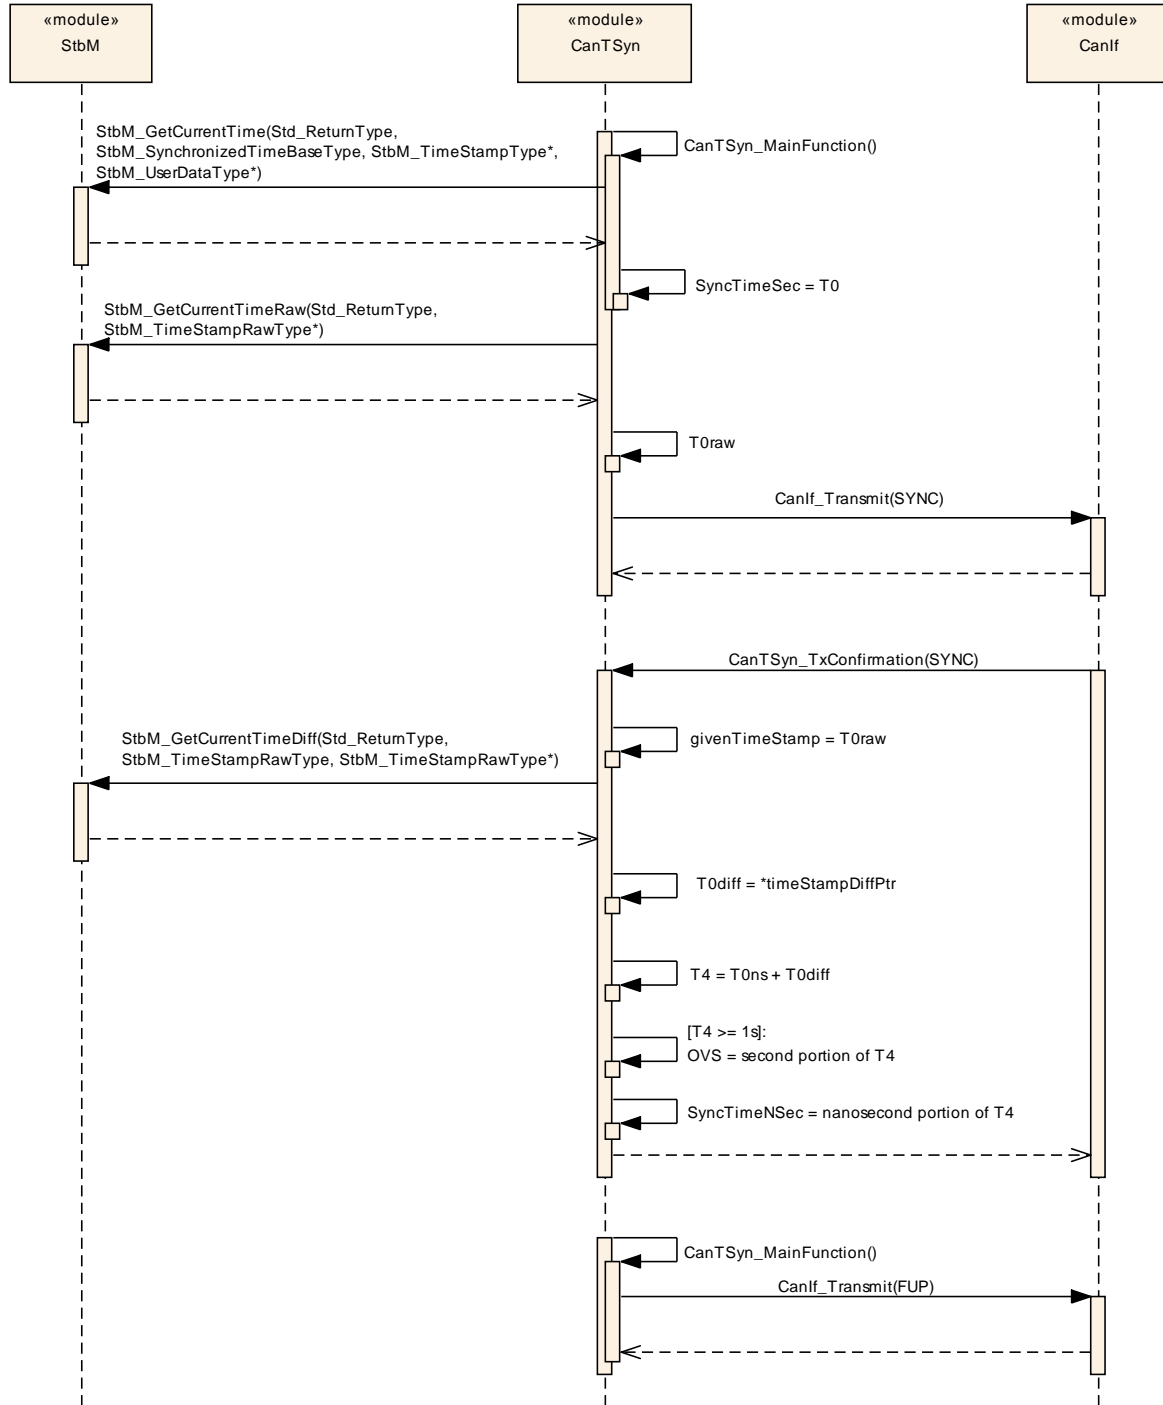 «module»
StbM
«module»
CanTSyn
«module»
CanIf
StbM_GetCurrentTime(Std_ReturnType,
StbM_SynchronizedTimeBaseType, StbM_TimeStampType*,
StbM_UserDataType*)
CanTSyn_MainFunction()
SyncTimeSec = T0
StbM_GetCurrentTimeRaw(Std_ReturnType,
StbM_TimeStampRawType*)
T0raw
CanIf_Transmit(SYNC)
CanTSyn_TxConfirmation(SYNC)
givenTimeStamp = T0raw
StbM_GetCurrentTimeDiff(Std_ReturnType,
StbM_TimeStampRawType, StbM_TimeStampRawType*)
T0diff = *timeStampDiffPtr
T4 = T0ns + T0diff
[T4 >= 1s]:
OVS = second portion of T4
SyncTimeNSec = nanosecond portion of T4
CanTSyn_MainFunction()
CanIf_Transmit(FUP)